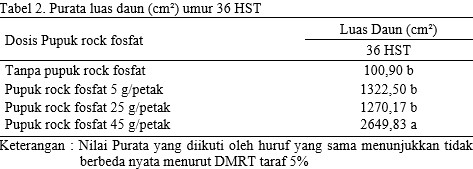 Tabel 2. Purata luas daun (cm²) umur 36 HST
Dosis Pupuk rock fosfat
Luas Daun (cm²)
36 HST
Tanpa pupuk rock fosfat 100,90 b
Pupuk rock fosfat 5 g/petak 1322,50 b
Pupuk rock fosfat 25 g/petak 1270,17 b
Pupuk rock fosfat 45 g/petak 2649,83 a
Keterangan : Nilai Purata yang diikuti oleh huruf yang sama menunjukkan tidak
berbeda nyata menurut DMRT taraf 5%